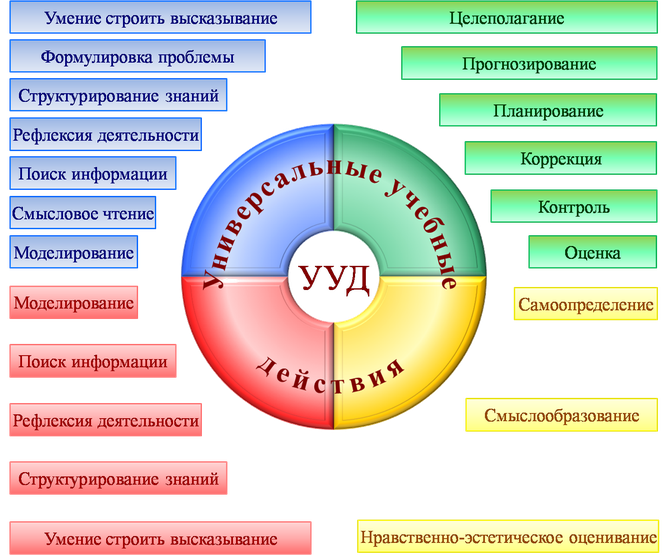 Умение строить высказывание
Формулировка проблемы
Структурирование знаний
Рефлексия деятельности
Поиск информации
Смысловое чтение
Моделирование
Целеполагание
Прогнозирование
Планирование
Коррекция
Контроль
Оценка
Универсальные учебные
УУД
действия
Моделирование
Поиск информации
Рефлексия деятельности
Структурирование знаний
Умение строить высказывание
Самоопределение
Смыслообразование
Нравственно-эстетическое оценивание